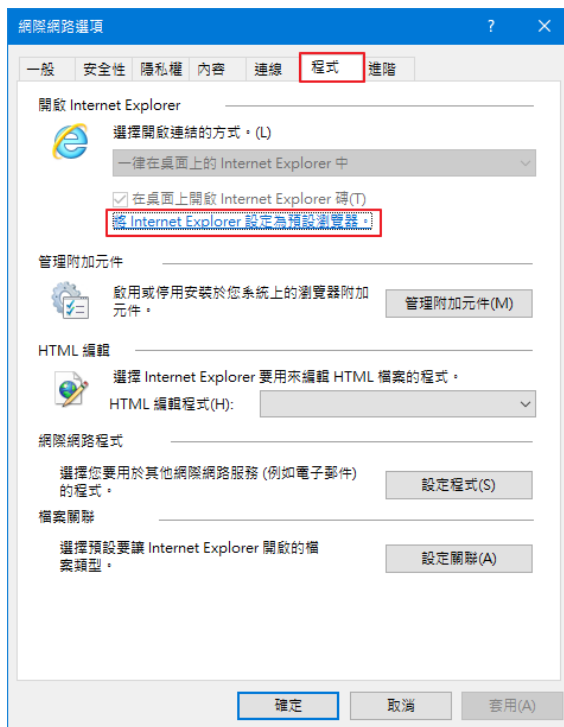 網際網路選項
?
一般 安全性 隱私權 內容 連線 程式 進階
開啟 Internet Explorer
選擇開啟連結的方式。(L)
一律在桌面上的 Internet Explorer 中
在桌面上開啟 Internet Explorer 磚(T)
將 Internet Explorer 設定為預設瀏覽器。
管理附加元件
啟用或停用安裝於您系統上的瀏覽器附加
元件。
管理附加元件(M)
HTML 編輯
選擇 Internet Explorer 要用來編輯 HTML 檔案的程式。
HTML 編輯程式(H):
網際網路程式
選擇您要用於其他網際網路服務 (例如電子郵件)
的程式。
設定程式(S)
檔案關聯
選擇預設要讓 Internet Explorer 開啟的檔
案類型。
設定關聯(A)
確定 取消 套用(A)